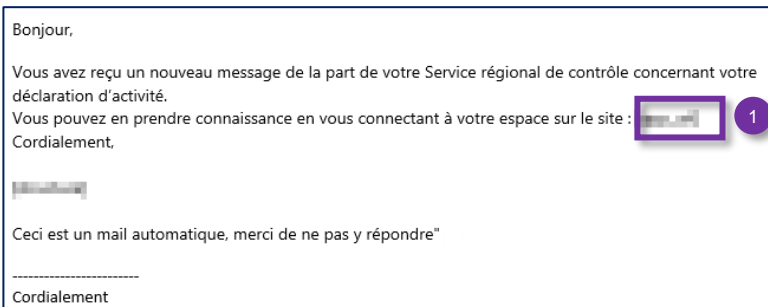 Bonjour,
Vous avez reçu un nouveau message de la part de votre Service régional de contrôle concernant votre
déclaration d'activité.
Vous pouvez en prendre connaissance en vous connectant à votre espace sur le site :
1
Cordialement,
Ceci est un mail automatique, merci de ne pas y répondre"
------------------------
Cordialement